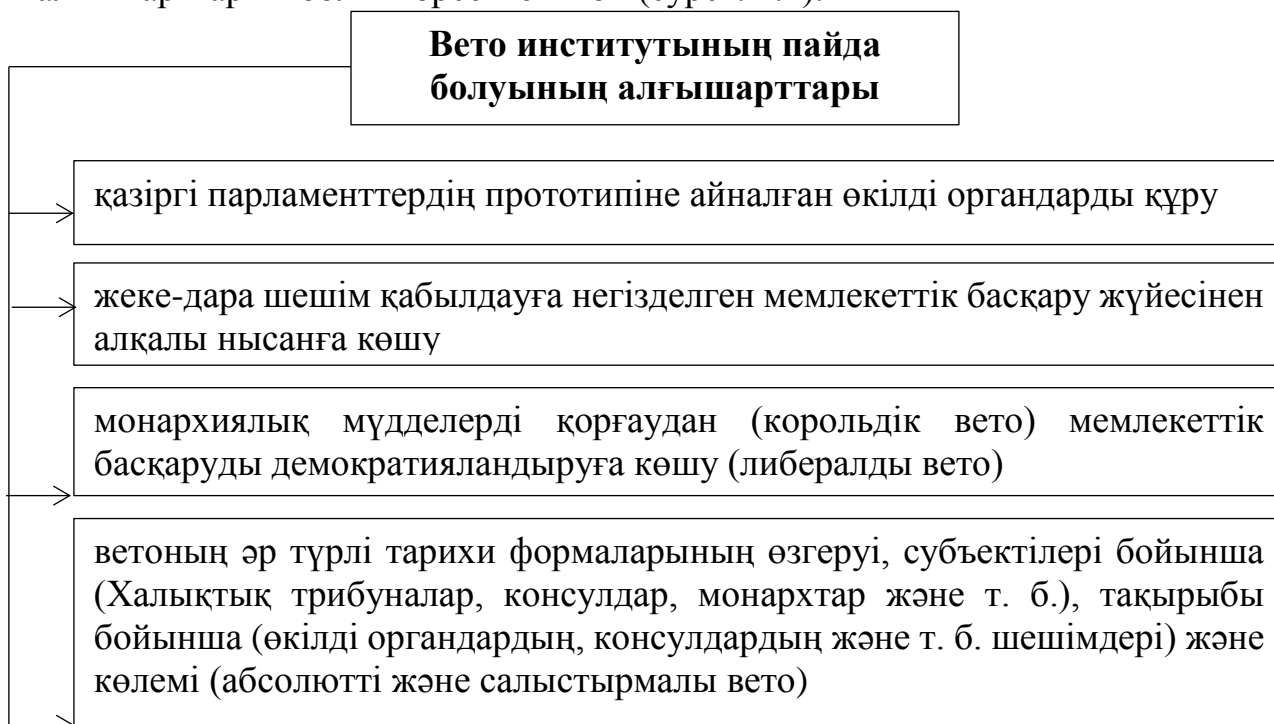 Вето институтының пайда
болуының алғышарттары
қазіргі парламенттердің прототипіне айналған өкілді органдарды құру
жеке-дара шешім қабылдауға негізделген мемлекеттік басқару жүйесінен
алқалы нысанға көшу
монархиялық мүдделерді қорғаудан (корольдік вето) мемлекеттік
басқаруды демократияландыруға көшу (либералды вето)
ветоның әр түрлі тарихи формаларының өзгеруі, субъектілері бойынша
(Халықтық трибуналар, консулдар, монархтар және т. б.), тақырыбы
бойынша (өкілді органдардың, консулдардың және т. б. шешімдері) және
көлемі (абсолютті және салыстырмалы вето)